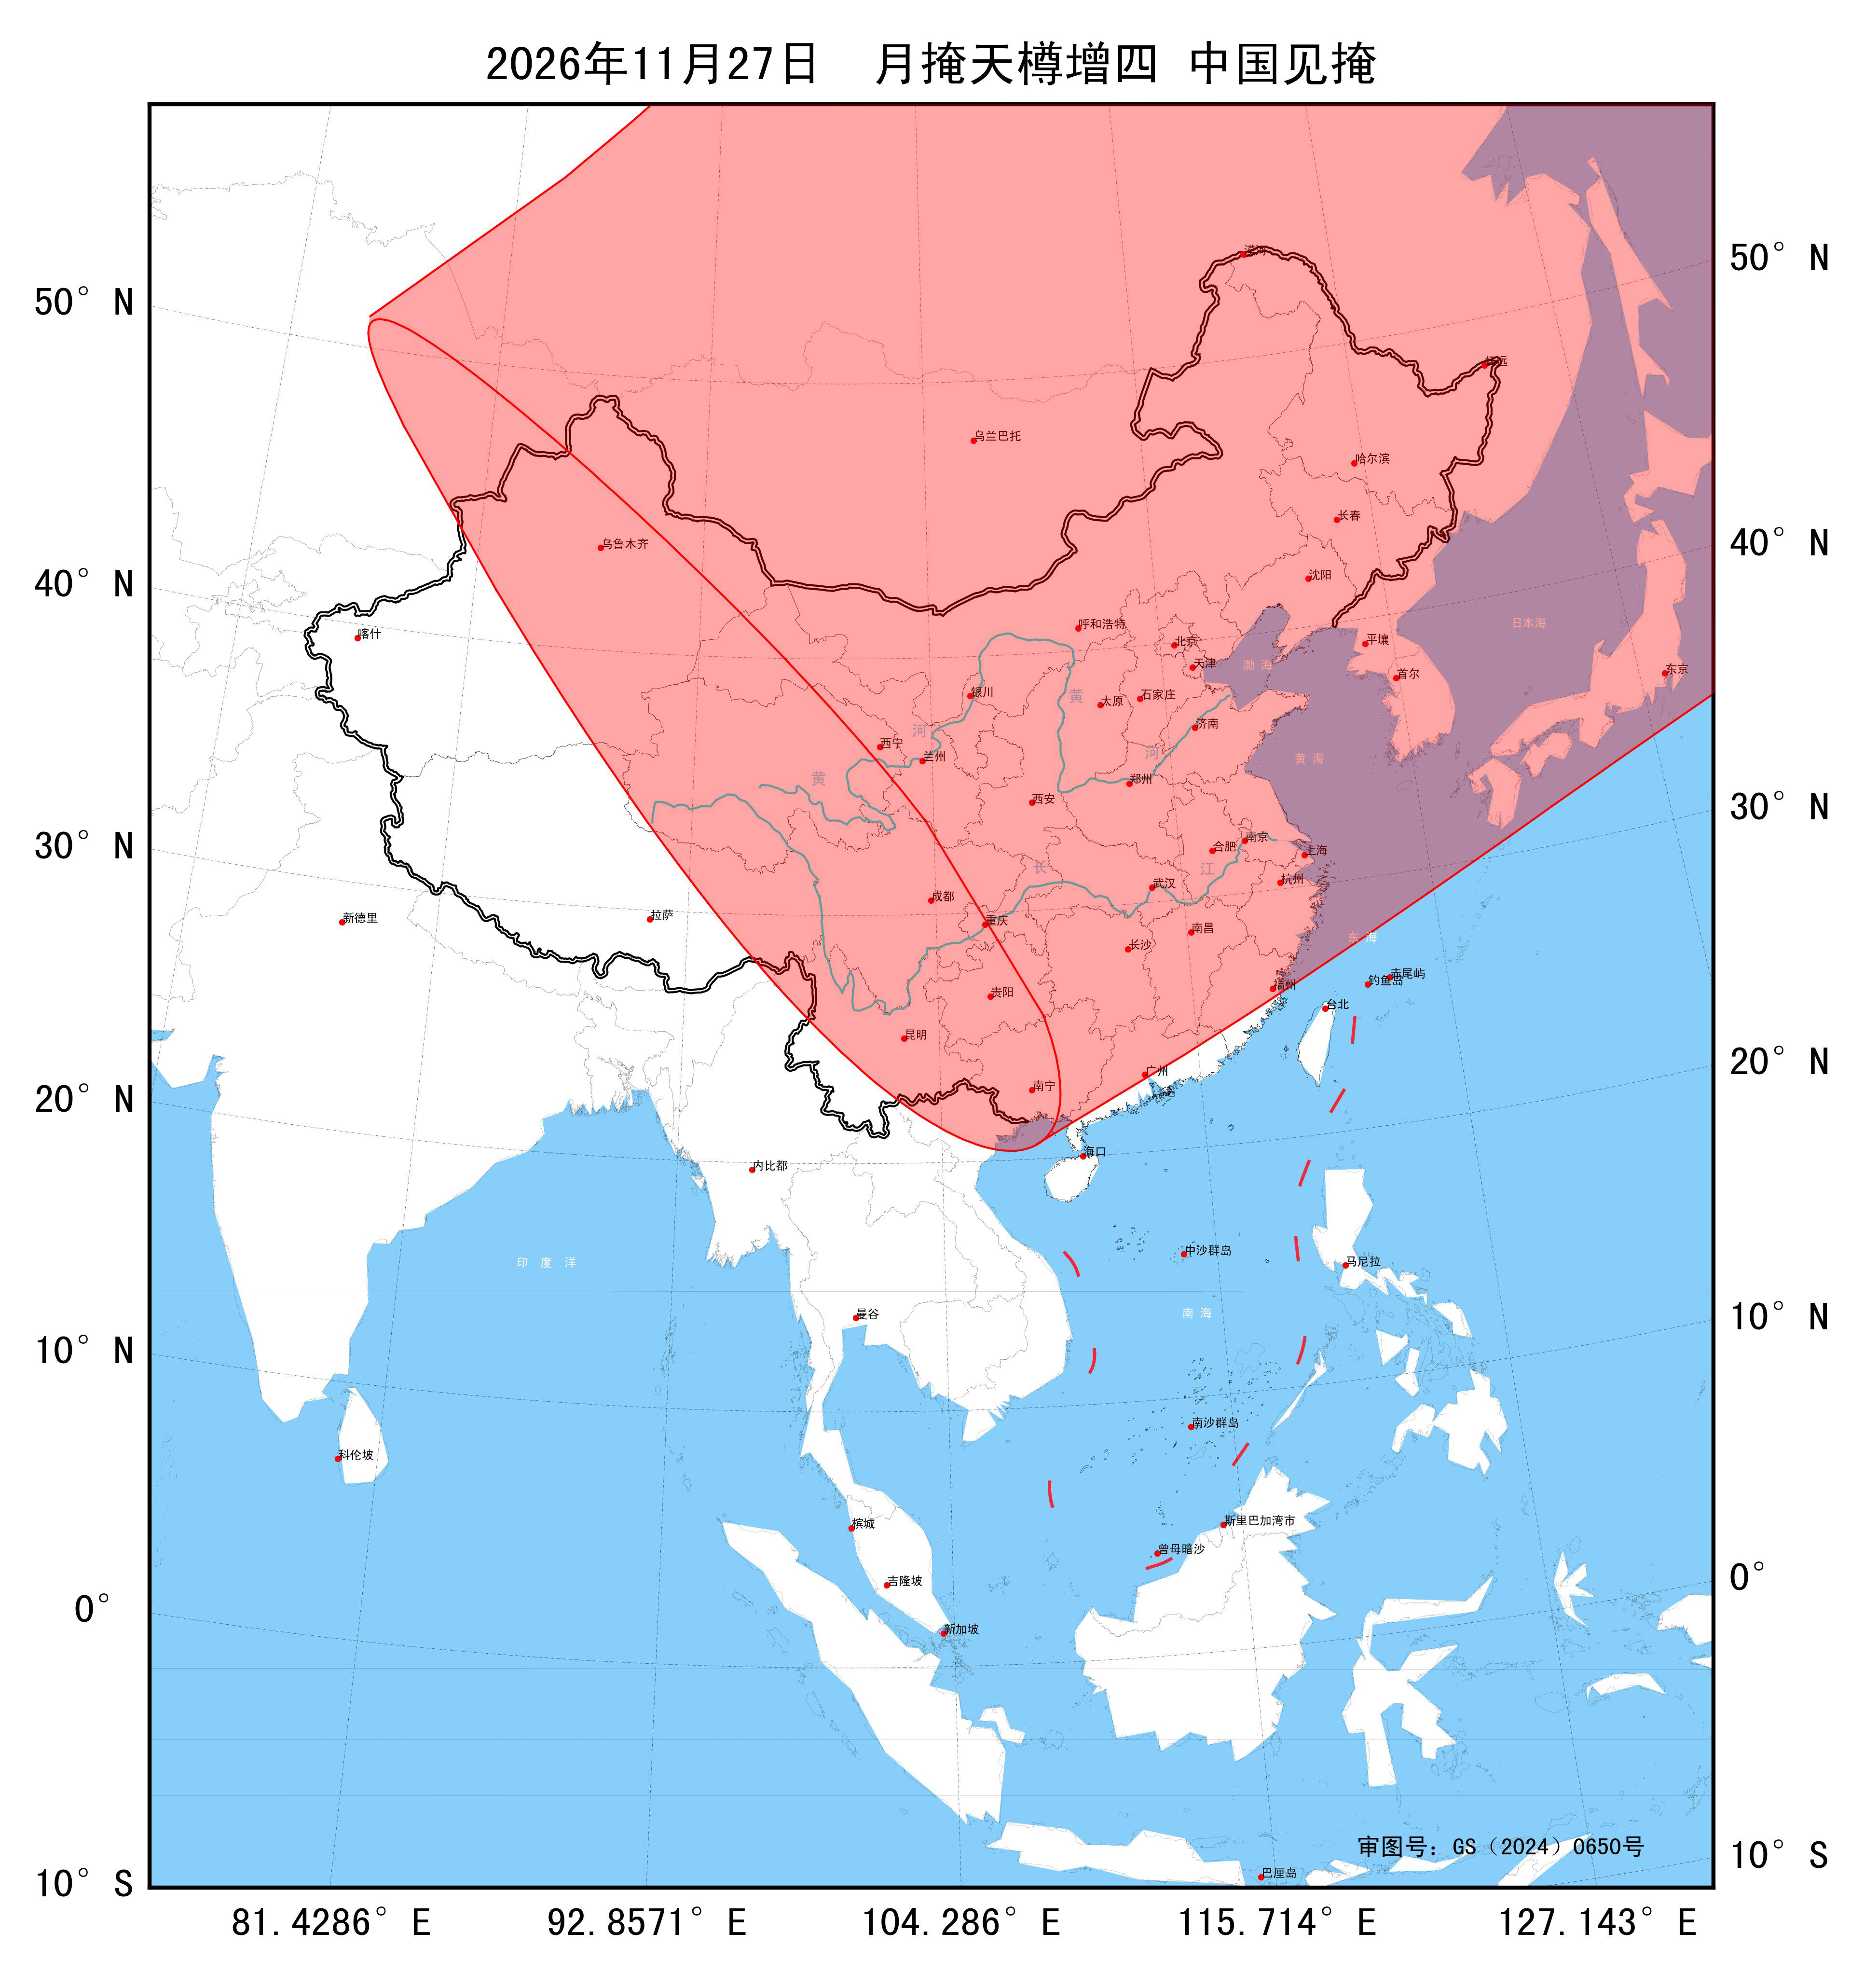 2026年11月27日 月掩天樽增四 中国见掩
50° N
50° N
漠河
抚远
乌兰巴托
哈尔滨
长春
40° N
40° N
乌鲁木齐
沈阳
喀什
呼和浩特
日本海
北京
平壤
天津
渤 海
首尔
东京
银川
黄
太原
石家庄
河
济南
西宁
兰州
河
黄 海
黄
郑州
西安
30° N
30° N
南京
合肥
上海
长
江
杭州
武汉
成都
拉萨
新德里
重庆
南昌
东 海
长沙
赤尾屿
钓鱼岛
福州
贵阳
台北
昆明
20° N
20° N
广州
南宁
海口
内比都
中沙群岛
印 度 洋
马尼拉
南 海
曼谷
10° N
10° N
南沙群岛
科伦坡
斯里巴加湾市
槟城
曾母暗沙
吉隆坡
0°
0°
新加坡
审图号：GS（2024）0650号
巴厘岛
10° S
10° S
81.4286° E
92.8571° E
104.286° E
115.714° E
127.143° E